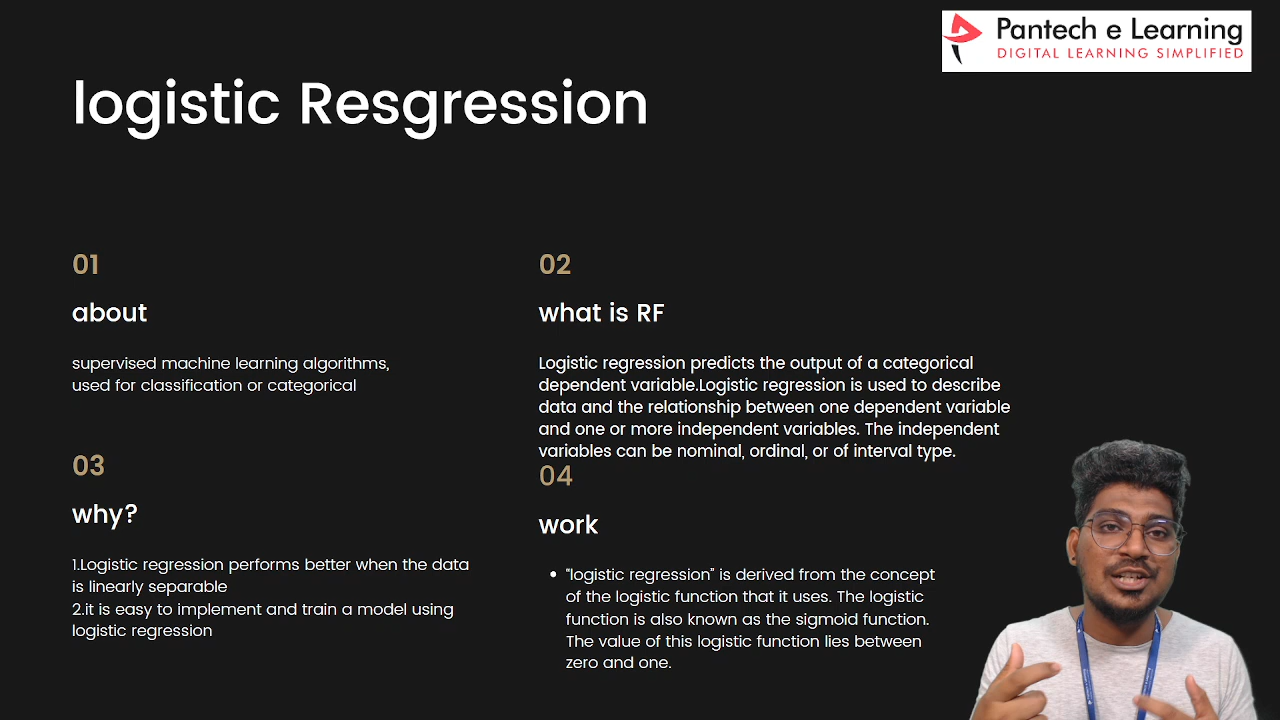 Pantech e Learning
DIGITAL LEARNING SIMPLIFIED
logistic Resgression
01
about
supervised machine learning algorithms,
used for classification or categorical
02
what is RF
Logistic regression predicts the output of a categorical
dependent variable.Logistic regression is used to describe
data and the relationship between one dependent variable
and one or more independent variables. The independent
variables can be nominal, ordinal, or of interval type.
03
why?
1.Logistic regression performs better when the data
is linearly separable
2.it is easy to implement and train a model using
logistic regression
04
work
• "logistic regression" is derived from the concept
of the logistic function that it uses. The logistic
function is also known as the sigmoid function.
The value of this logistic function lies between
zero and one.